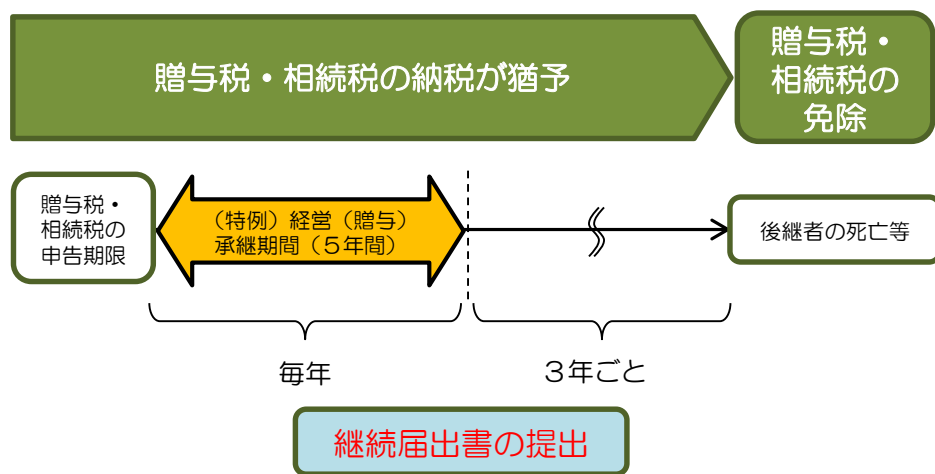 贈与税・相続税の納税が猶予
贈与税・
相続税の
免除
贈与税・
相続税の
申告期限
（特例）経営（贈与）
承継期間（５年間）
後継者の死亡等
毎年
３年ごと
継続届出書の提出